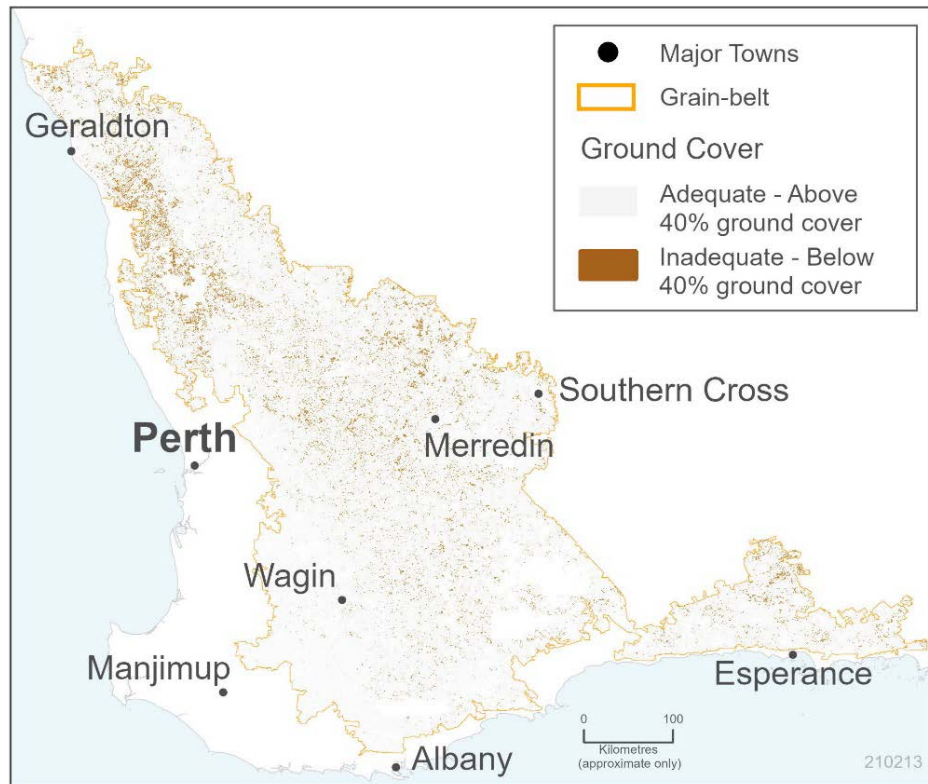 Major Towns
Grain-belt
Ground Cover
Adequate - Above
40% ground cover
Inadequate - Below
40% ground cover
Geraldton
Southern Cross
Perth
Merredin
Wagin
Manjimup
Esperance
Albany
0 100
Kilometres
(approximate only)
210213